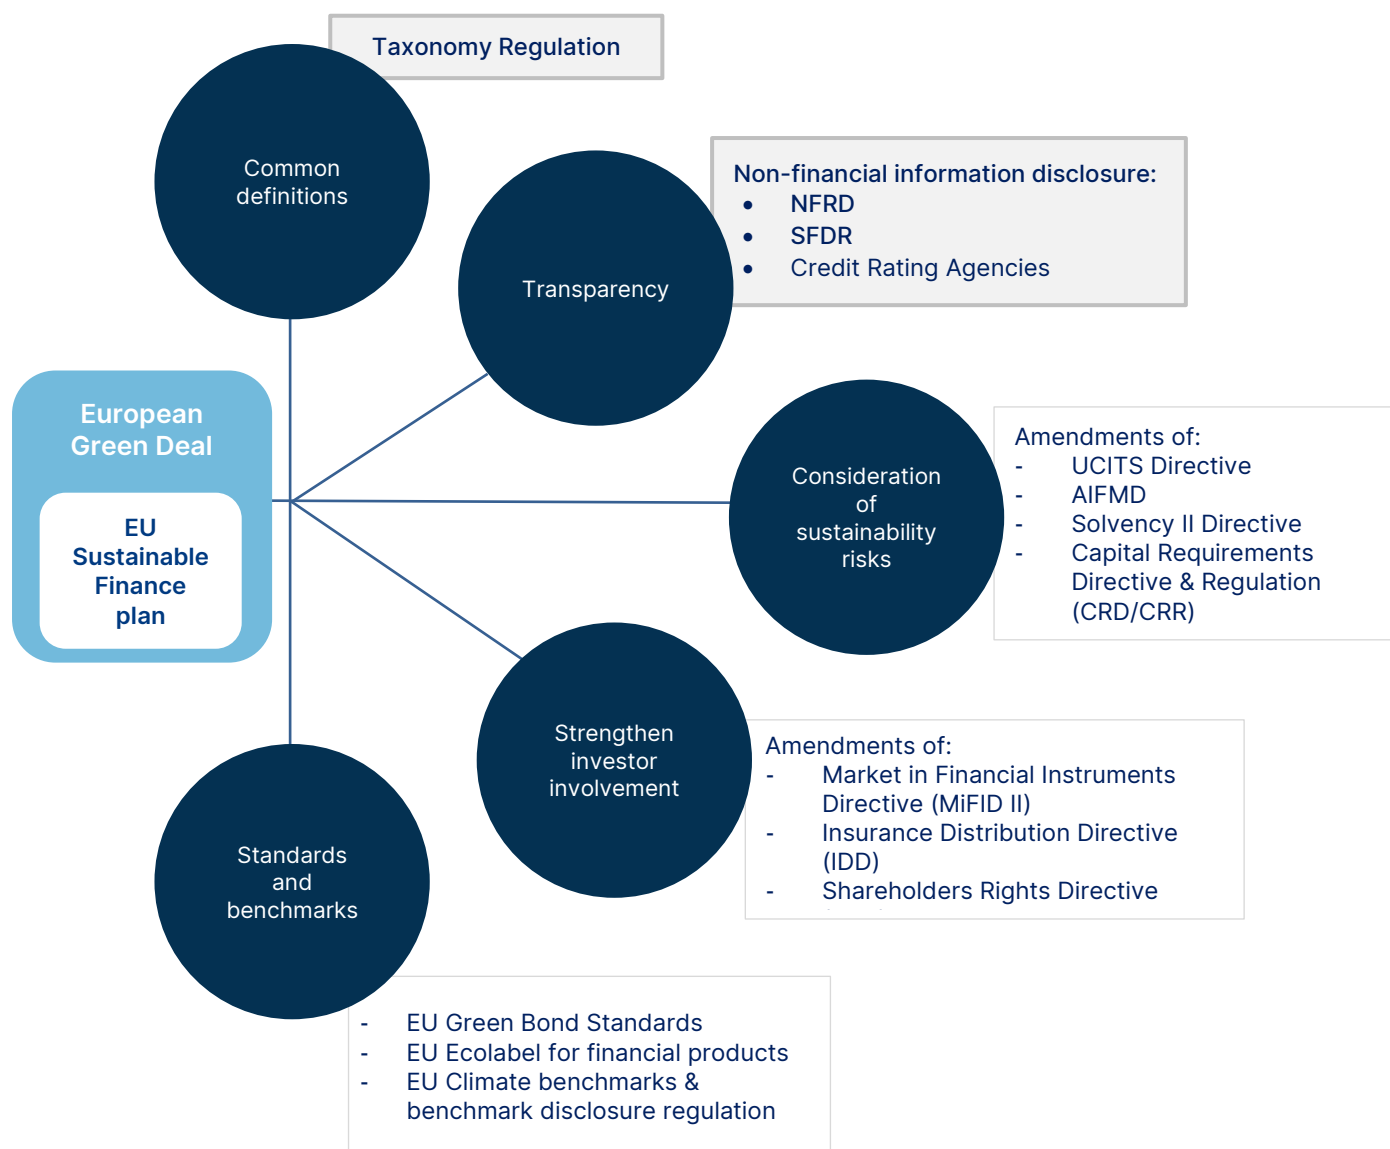 Taxonomy Regulation
Common
definitions
Non-financial information disclosure:
• NFRD
• SFDR
• Credit Rating Agencies
Transparency
European
Green Deal
EU
Sustainable
Finance
plan
Consideration
of
sustainability
risks
Amendments of:
- UCITS Directive
- AIFMD
- Solvency II Directive
- Capital Requirements
Directive & Regulation
(CRD/CRR)
Strengthen
investor
involvement
Amendments of:
- Market in Financial Instruments
Directive (MiFID II)
- Insurance Distribution Directive
(IDD)
- Shareholders Rights Directive
Standards
and
benchmarks
- EU Green Bond Standards
- EU Ecolabel for financial products
- EU Climate benchmarks &
benchmark disclosure regulation